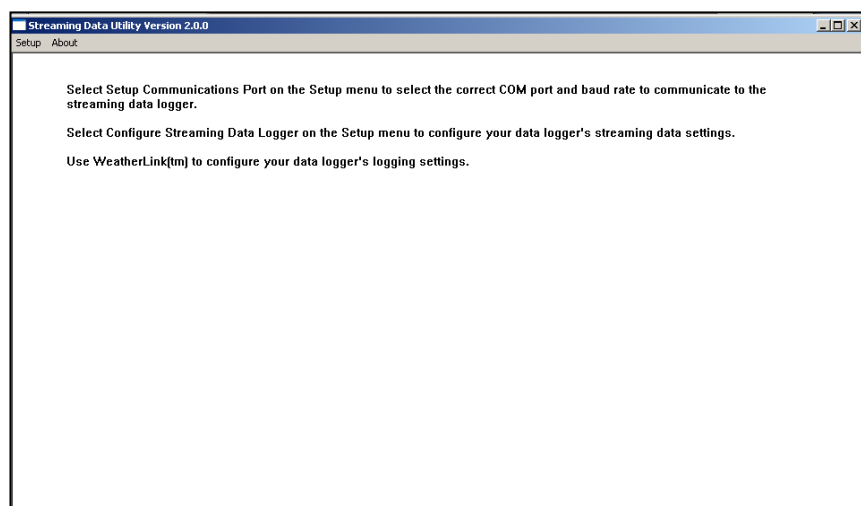 Streaming Data Utility Version 2.0.0
Setup About
Select Setup Communications Port on the Setup menu to select the correct COM port and baud rate to communicate to the
streaming data logger.
Select Configure Streaming Data Logger on the Setup menu to configure your data logger's streaming data settings.
Use WeatherLink(tm) to configure your data logger's logging settings.